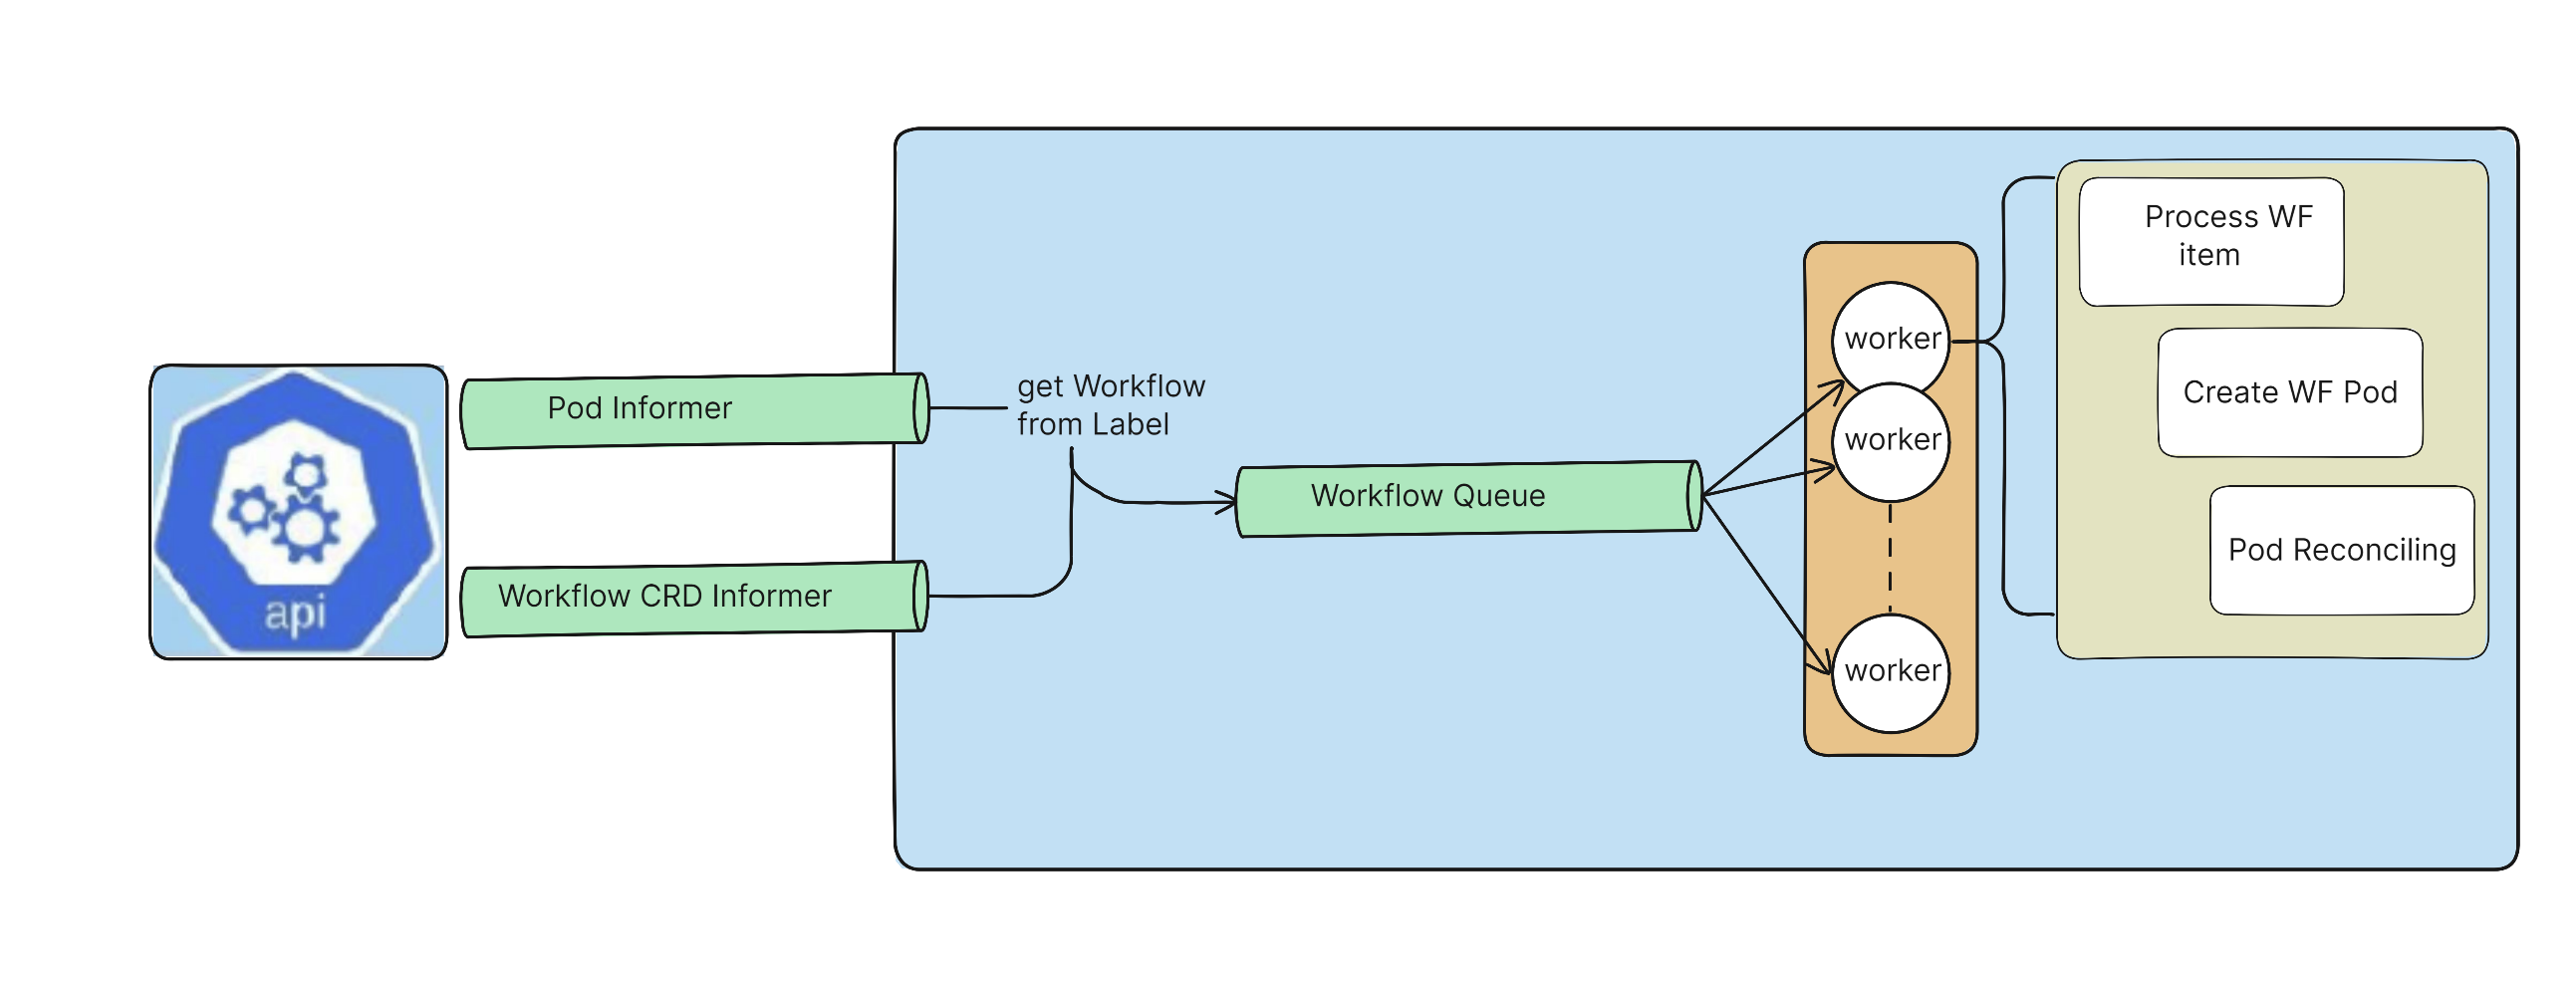 api
Pod Informer
Workflow CRD Informer
get Workflow
from Label
Workflow Queue
worker
worker
worker
Process WF
item
Create WF Pod
Pod Reconciling